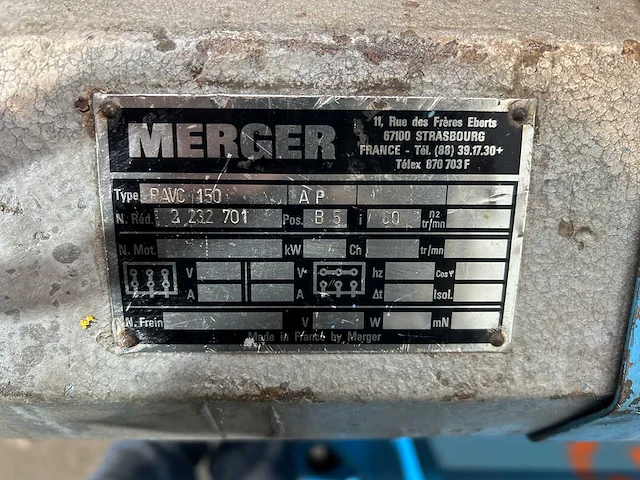 MERGER
11, Rue des Frères Eberts
67100 STRASBOURG
FRANCE - Tél. (88) 39.17.30+
Télex 870 703 F
Type RAVC 150 A P
N. Réd. 2 232 701 Pos. B 5 i 60 n2 tr/mn
N. Mot. kW Ch tr/mn
V V hz Cos φ
A A Δt Isol.
N. Frein V W mN
Made in France by Merger